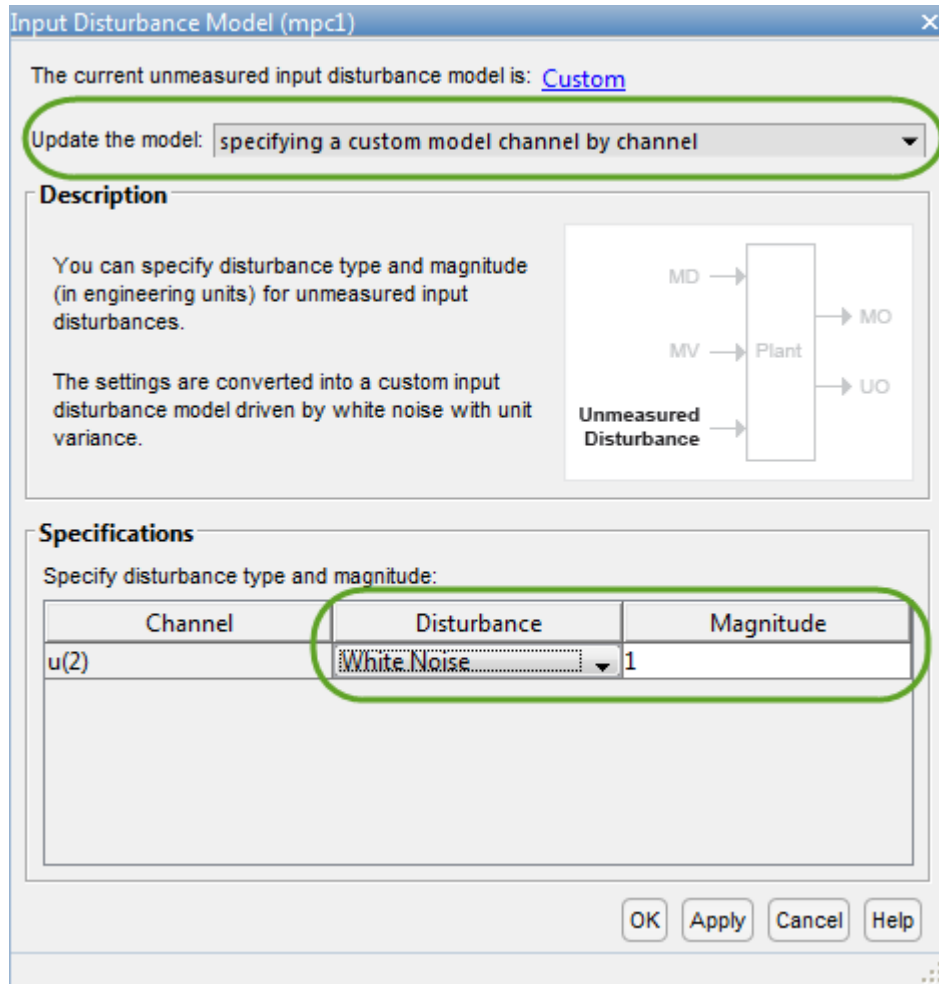 Input Disturbance Model (mpc1)
The current unmeasured input disturbance model is: Custom
Update the model: specifying a custom model channel by channel
Description
You can specify disturbance type and magnitude
(in engineering units) for unmeasured input
disturbances.
The settings are converted into a custom input
disturbance model driven by white noise with unit
variance.
MD
MO
MV
Plant
UO
Unmeasured
Disturbance
Specifications
Specify disturbance type and magnitude:
Channel Disturbance Magnitude
u(2) White Noise 1
OK Apply Cancel Help